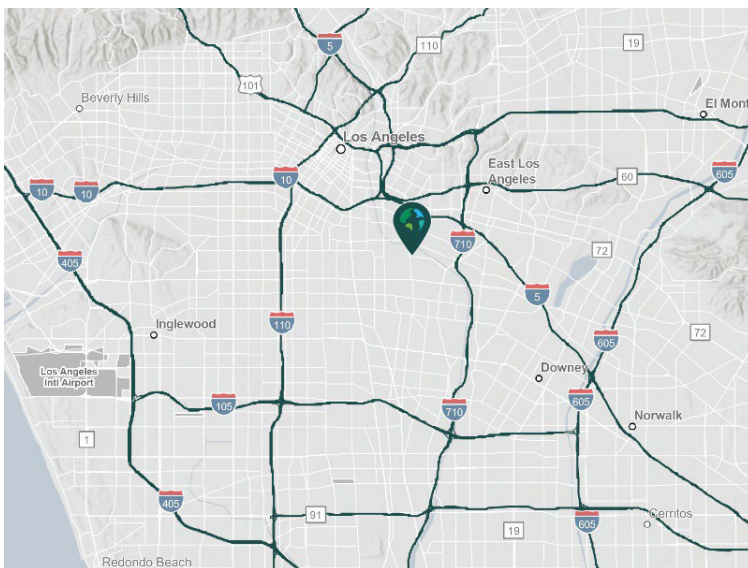 5
110
19
101
Beverly Hills
El Mont
Los Angeles
East Los
Angeles
10
10
10
60
605
710
72
405
5
110
605
72
Inglewood
Los Angeles
Intl Airport
Downey
105
710
605
Norwalk
1
405
91
19
605
Cerritos
Redondo Beach